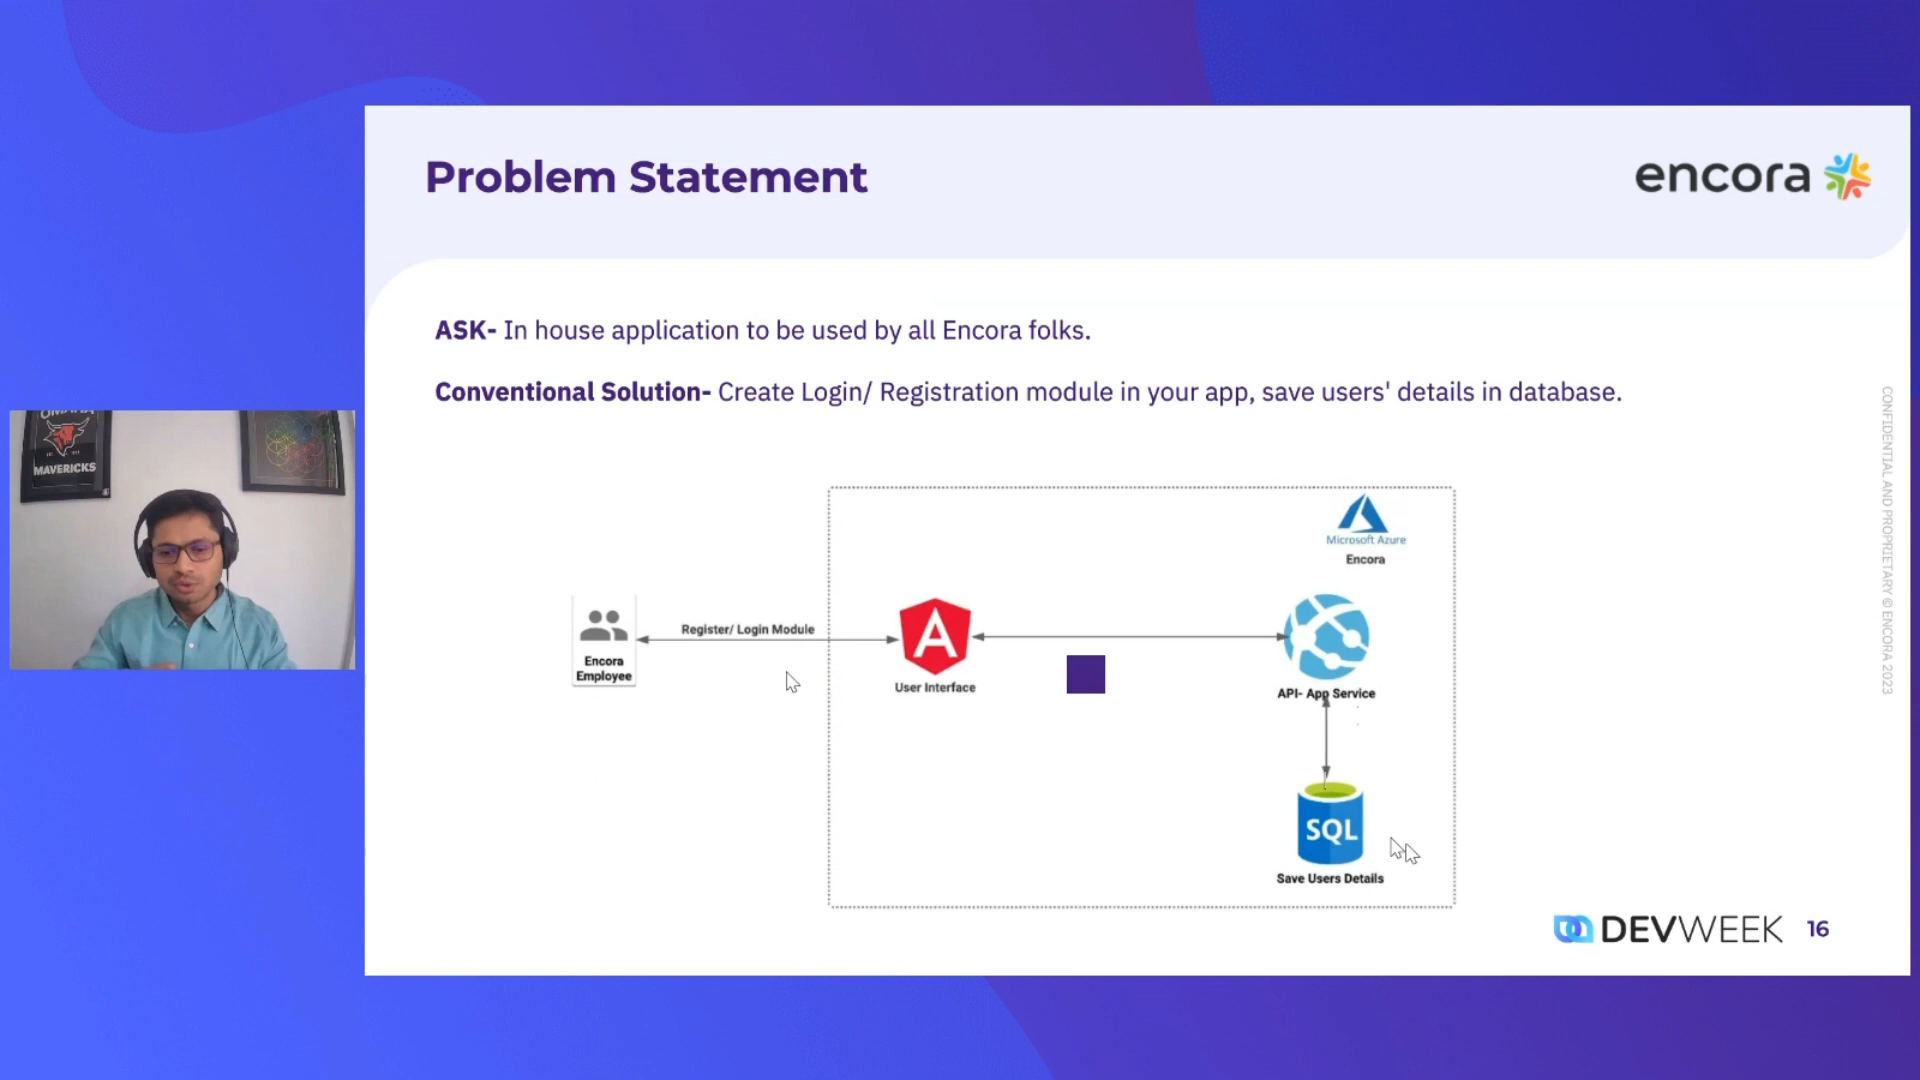 Problem Statement
encora
ASK- In house application to be used by all Encora folks.
Conventional Solution- Create Login/ Registration module in your app, save users' details in database.
OMAHA
MAVERICKS
Microsoft Azure
Encora
Register/ Login Module
Encora
Employee
User Interface
API- App Service
SQL
Save Users Details
CONFIDENTIAL AND PROPRIETARY © ENCORA 2023
DEVWEEK 16